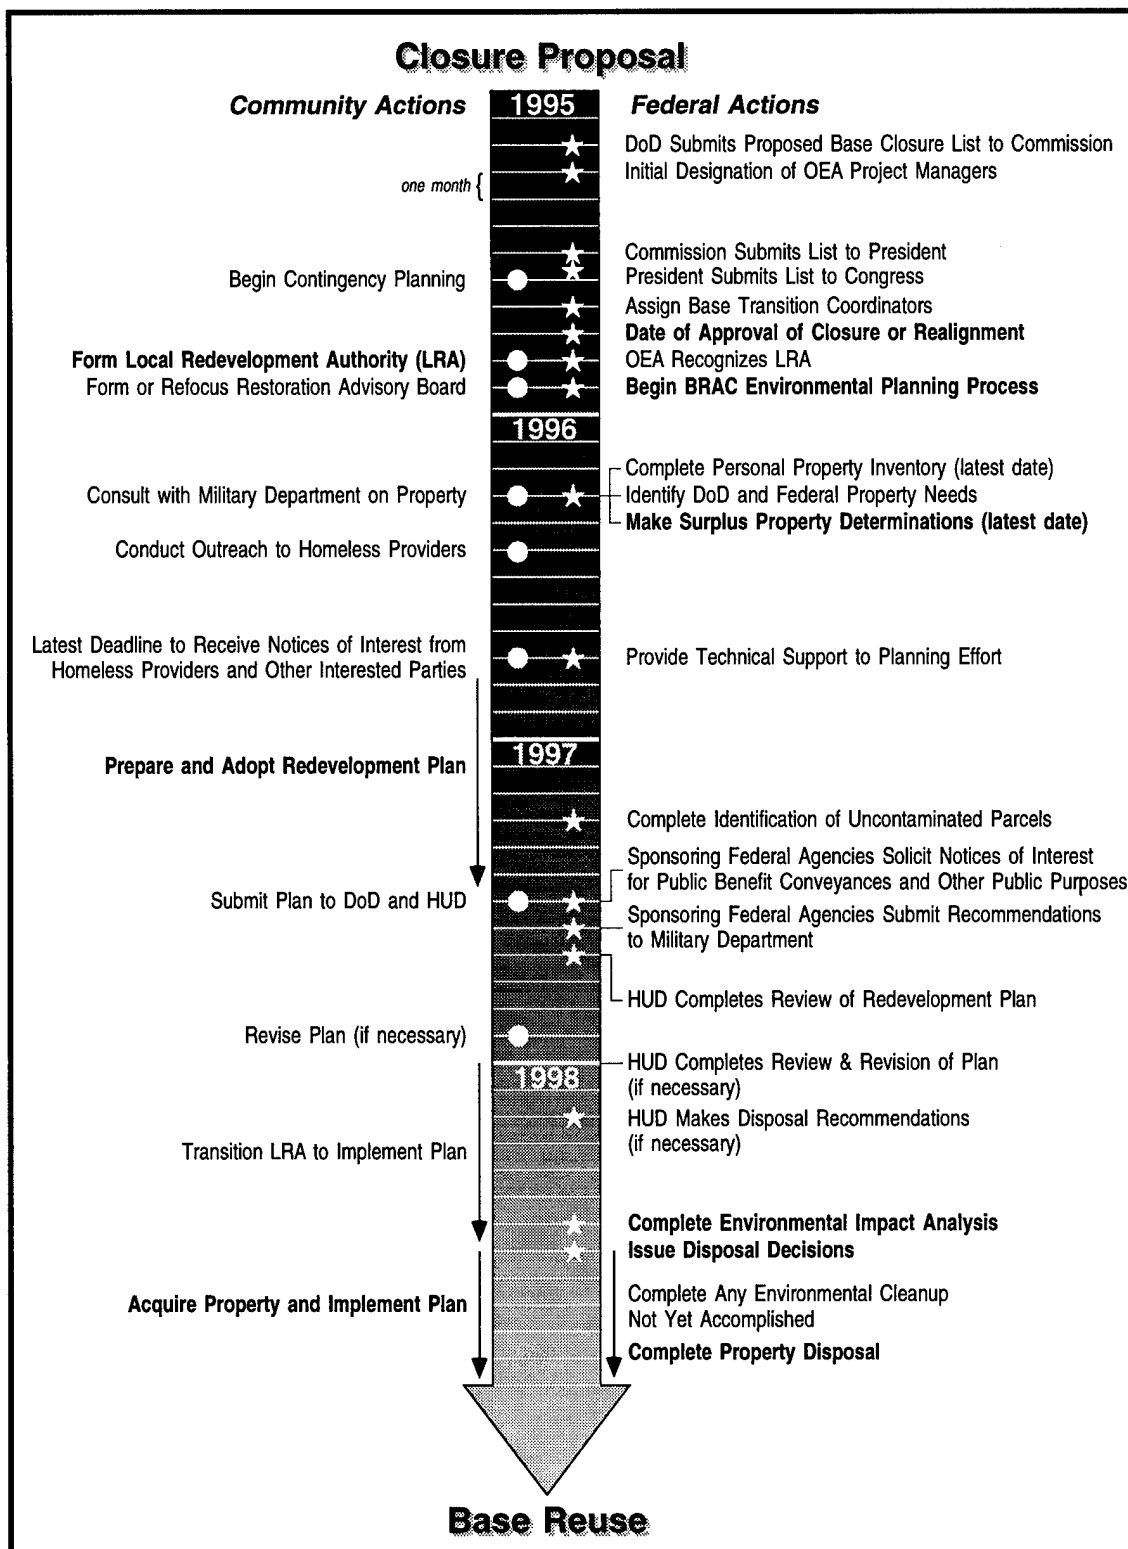 Closure Proposal
Community Actions
1995
Federal Actions
DoD Submits Proposed Base Closure List to Commission
Initial Designation of OEA Project Managers
one month {
Commission Submits List to President
Begin Contingency Planning
President Submits List to Congress
Assign Base Transition Coordinators
Date of Approval of Closure or Realignment
Form Local Redevelopment Authority (LRA)
OEA Recognizes LRA
Form or Refocus Restoration Advisory Board
Begin BRAC Environmental Planning Process
1996
Complete Personal Property Inventory (latest date)
Consult with Military Department on Property
Identify DoD and Federal Property Needs
Make Surplus Property Determinations (latest date)
Conduct Outreach to Homeless Providers
Latest Deadline to Receive Notices of Interest from
Homeless Providers and Other Interested Parties
Provide Technical Support to Planning Effort
1997
Prepare and Adopt Redevelopment Plan
Complete Identification of Uncontaminated Parcels
Sponsoring Federal Agencies Solicit Notices of Interest
for Public Benefit Conveyances and Other Public Purposes
Submit Plan to DoD and HUD
Sponsoring Federal Agencies Submit Recommendations
to Military Department
HUD Completes Review of Redevelopment Plan
Revise Plan (if necessary)
HUD Completes Review & Revision of Plan
(if necessary)
1998
HUD Makes Disposal Recommendations
(if necessary)
Transition LRA to Implement Plan
Complete Environmental Impact Analysis
Issue Disposal Decisions
Acquire Property and Implement Plan
Complete Any Environmental Cleanup
Not Yet Accomplished
Complete Property Disposal
Base Reuse